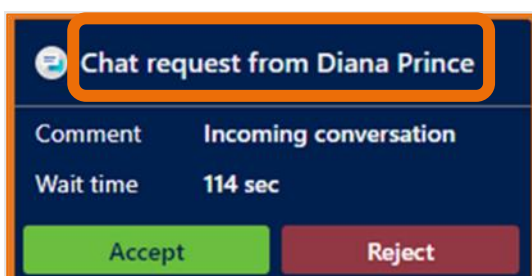 Chat request from Diana Prince
Comment Incoming conversation
Wait time 114 sec
Accept Reject